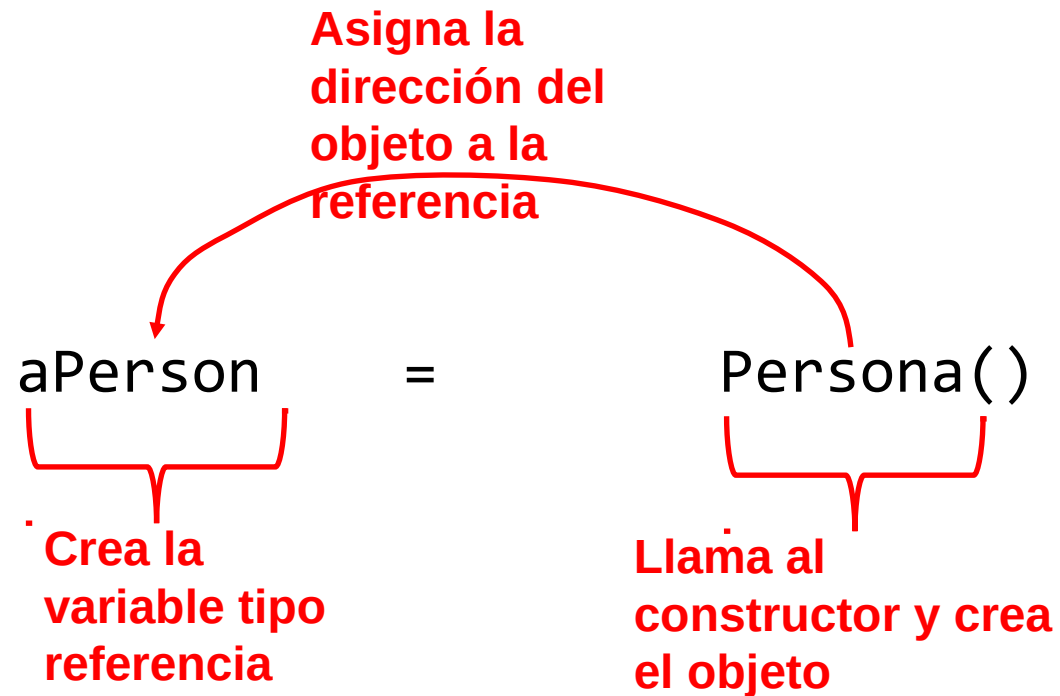 Asigna la
dirección del
objeto a la
referencia
aPerson = Persona()
Crea la
variable tipo
referencia
Llama al
constructor y crea
el objeto